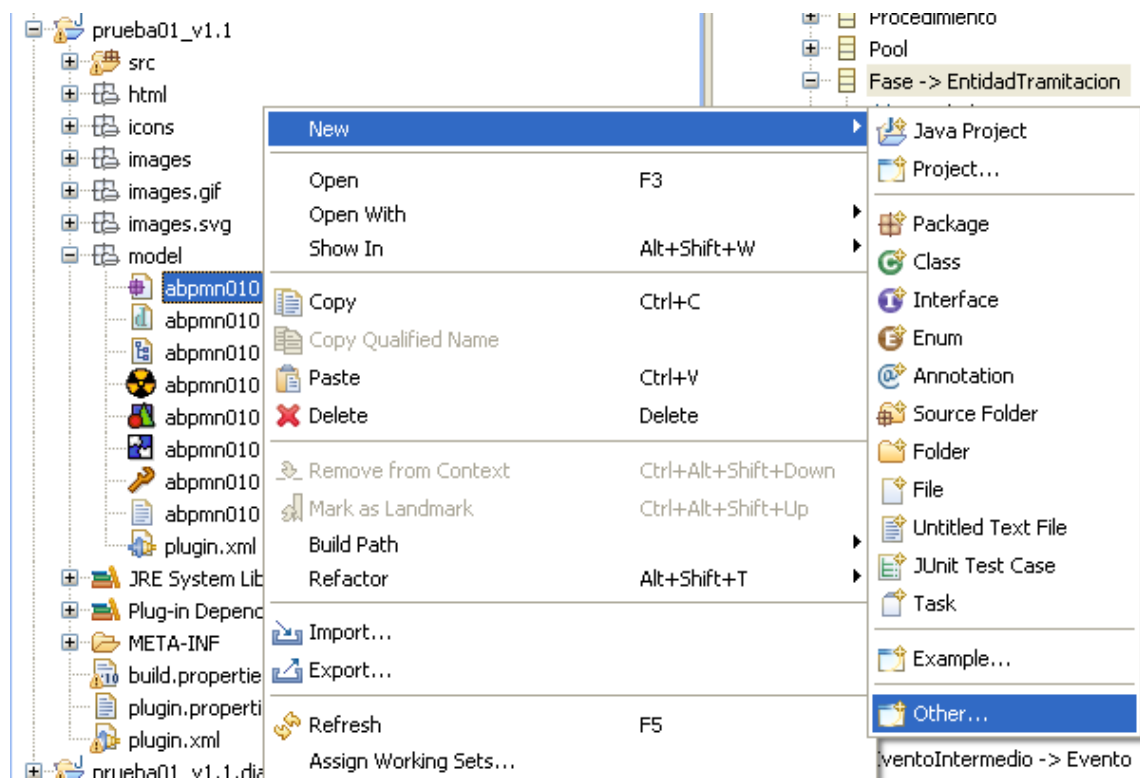 prueba01_v1.1
src
html
icons
images
images.gif
images.svg
model
abpmn010
abpmn010
abpmn010
abpmn010
abpmn010
abpmn010
abpmn010
abpmn010
plugin.xml
JRE System Lib
Plug-in Depend
META-INF
build.propertie
plugin.properti
plugin.xml
prueba01_v1.1.dia
New
Open F3
Open With
Show In Alt+Shift+W
Copy Ctrl+C
Copy Qualified Name
Paste Ctrl+V
Delete Delete
Remove from Context Ctrl+Alt+Shift+Down
Mark as Landmark Ctrl+Alt+Shift+Up
Build Path
Refactor Alt+Shift+T
Import...
Export...
Refresh F5
Assign Working Sets...
Procedimiento
Pool
Fase -> EntidadTramitacion
Java Project
Project...
Package
Class
Interface
Enum
Annotation
Source Folder
Folder
File
Untitled Text File
JUnit Test Case
Task
Example...
Other...
ventoIntermedio -> Evento